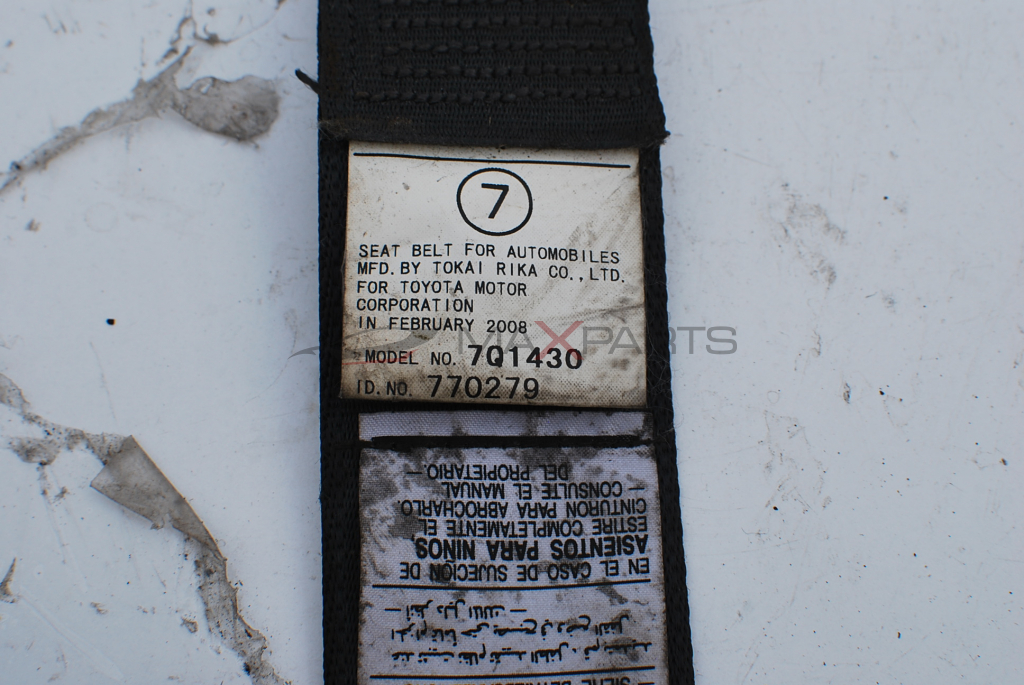 7
SEAT BELT FOR AUTOMOBILES
MFD. BY TOKAI RIKA CO., LTD.
FOR TOYOTA MOTOR
CORPORATION
IN FEBRUARY 2008
MODEL NO. 7Q1430
ID. NO. 770279
MAXPARTS
EN EL CASO DE SUJECION DE
ASIENTOS PARA NINOS,
ESTIRE COMPLETAMENTE EL
CINTURON PARA ABROCHARLO.
— CONSULTE EL MANUAL
DEL PROPIETARIO. —